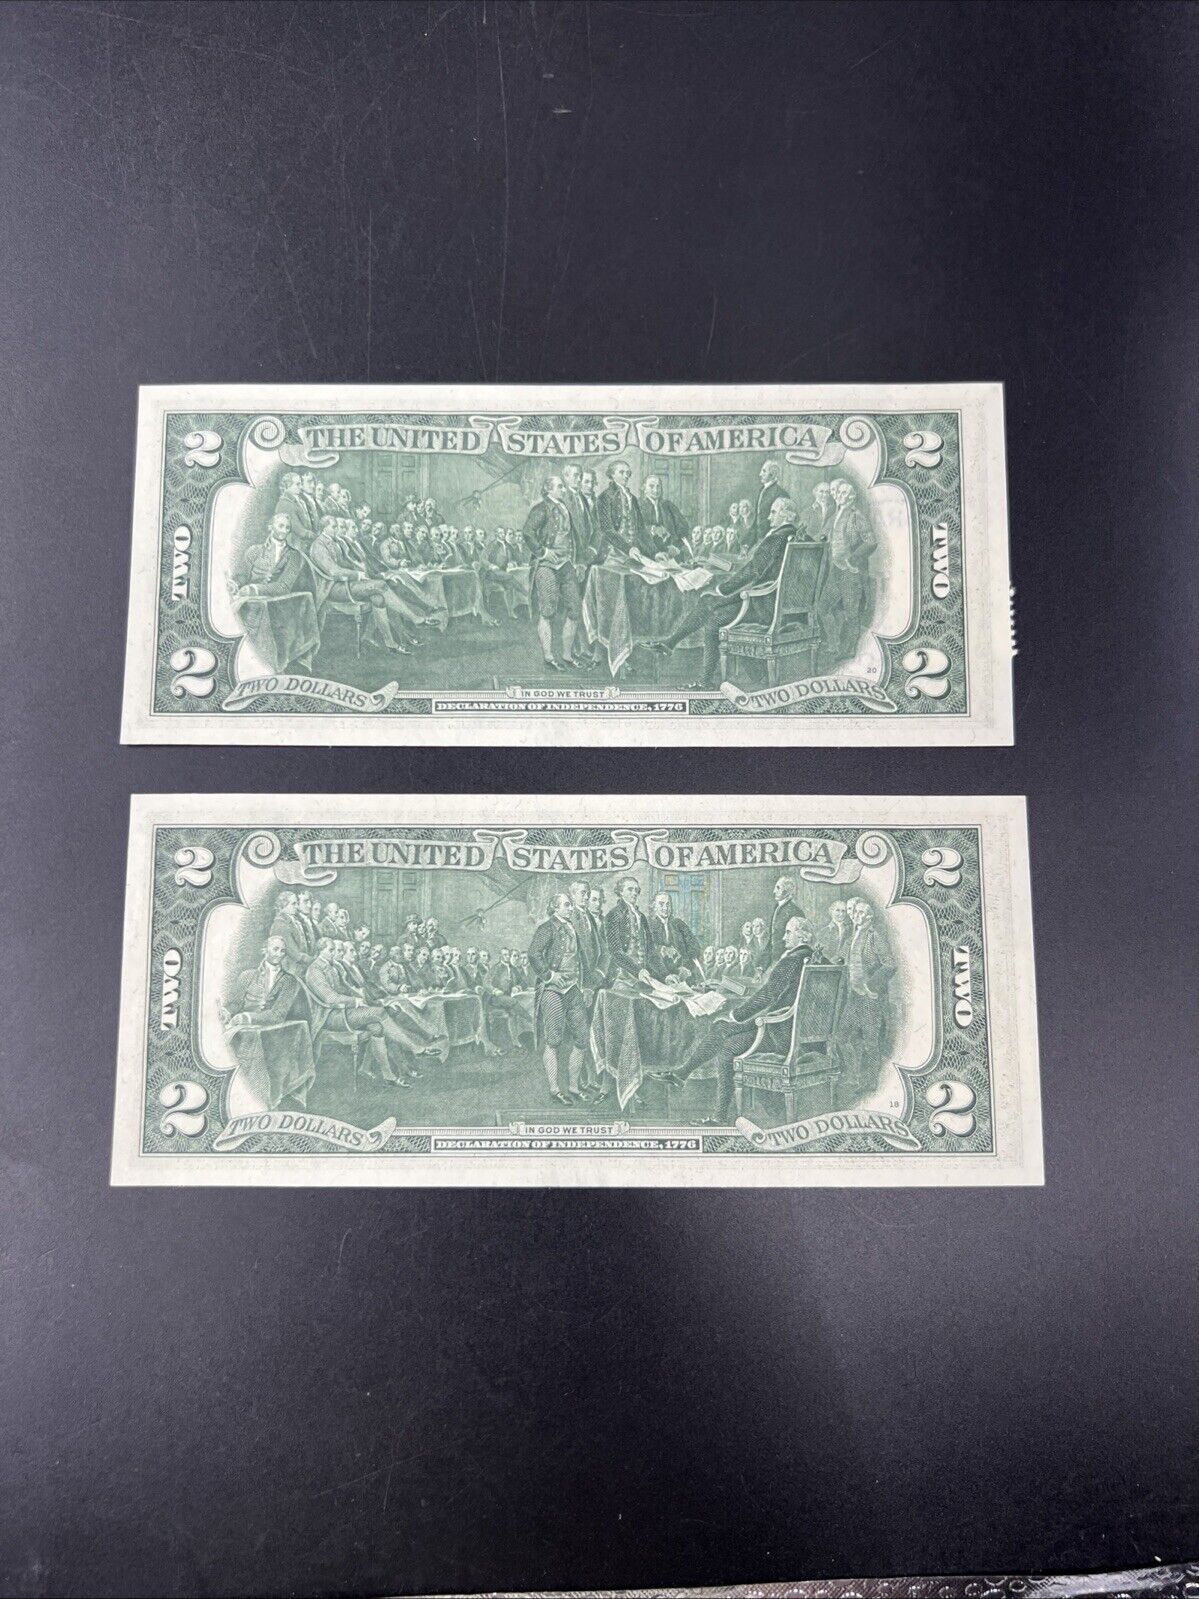 2 THE UNITED STATES OF AMERICA 2
TWO TWO
20
2 TWO DOLLARS IN GOD WE TRUST TWO DOLLARS 2
DECLARATION OF INDEPENDENCE, 1776
2 THE UNITED STATES OF AMERICA 2
TWO TWO
18
2 TWO DOLLARS IN GOD WE TRUST TWO DOLLARS 2
DECLARATION OF INDEPENDENCE, 1776